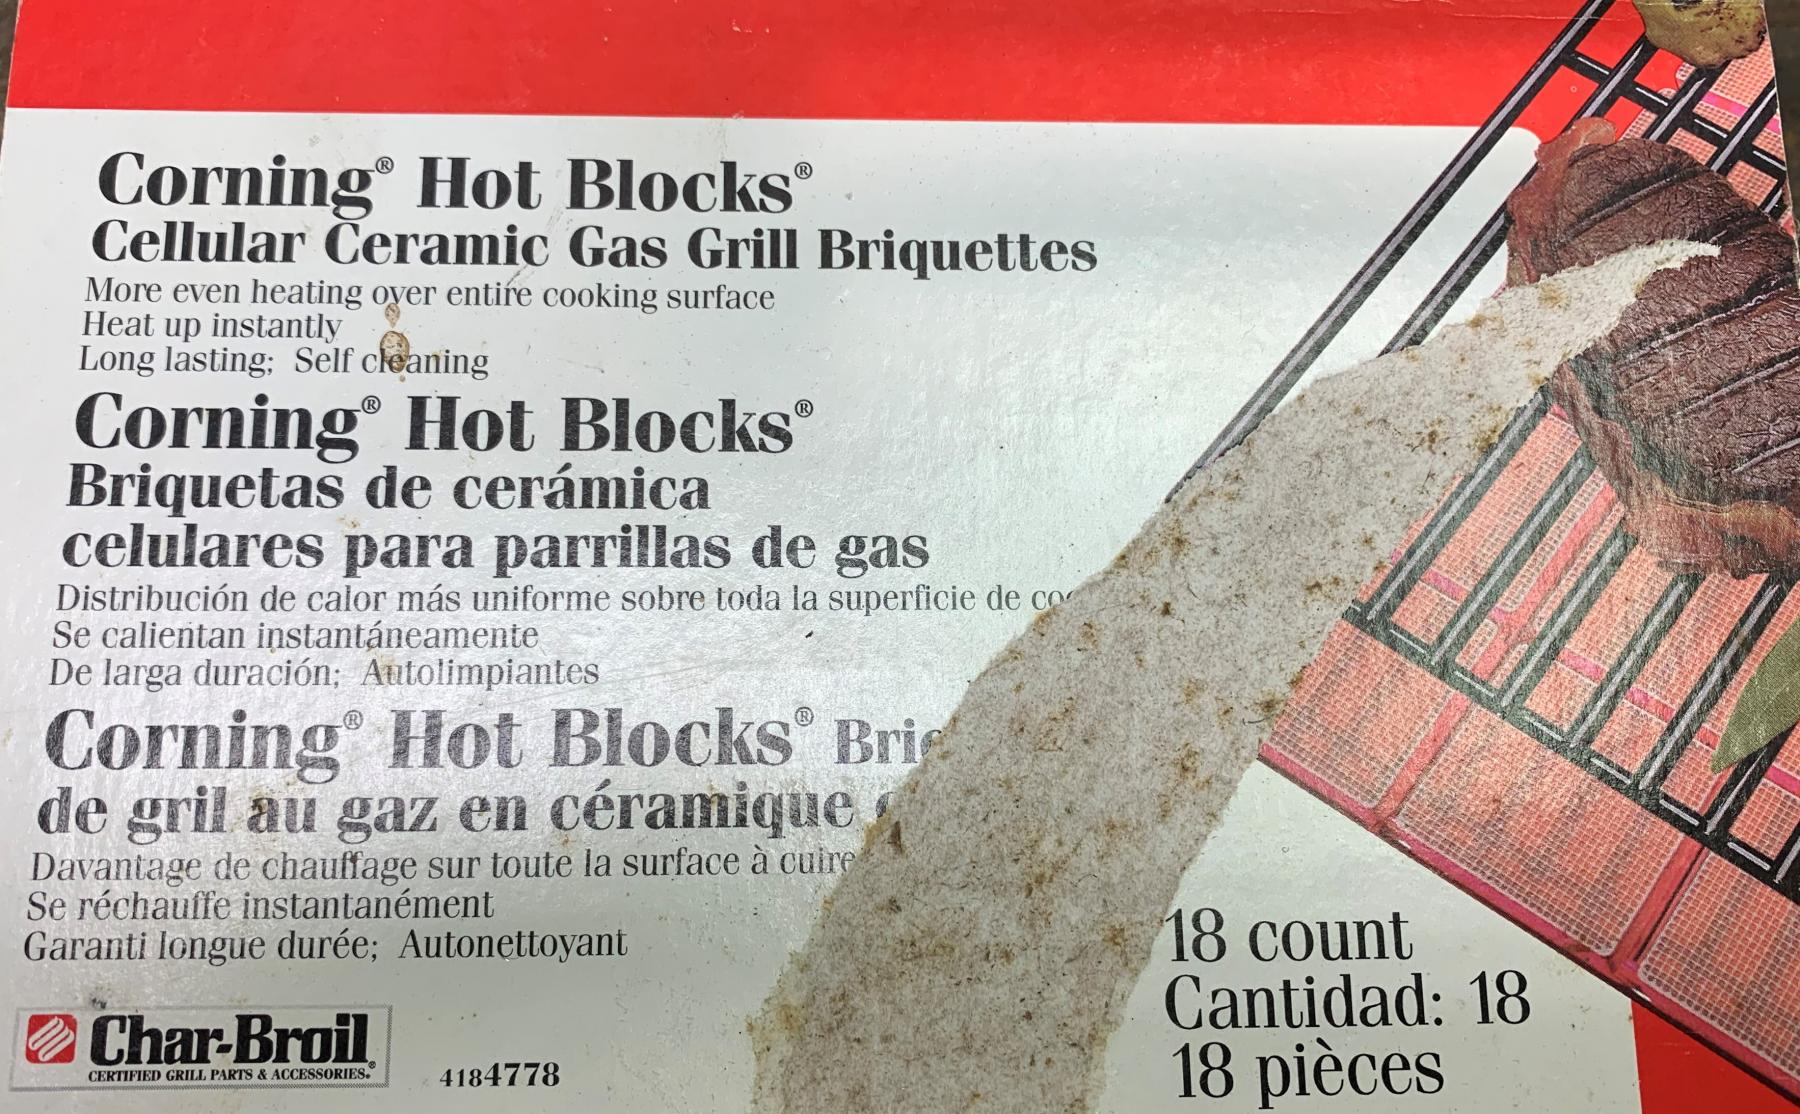 Corning® Hot Blocks®
Cellular Ceramic Gas Grill Briquettes
More even heating over entire cooking surface
Heat up instantly
Long lasting; Self cleaning
Corning® Hot Blocks®
Briquetas de cerámica
celulares para parrillas de gas
Distribución de calor más uniforme sobre toda la superficie de
Se calientan instantáneamente
De larga duración; Autolimpiantes
Corning® Hot Blocks®
de gril au gaz en céramique
Davantage de chauffage sur toute la surface à cuire
Se réchauffe instantanément
Garanti longue durée; Autonettoyant
Char-Broil®
CERTIFIED GRILL PARTS & ACCESSORIES.
4184778
18 count
Cantidad: 18
18 pièces